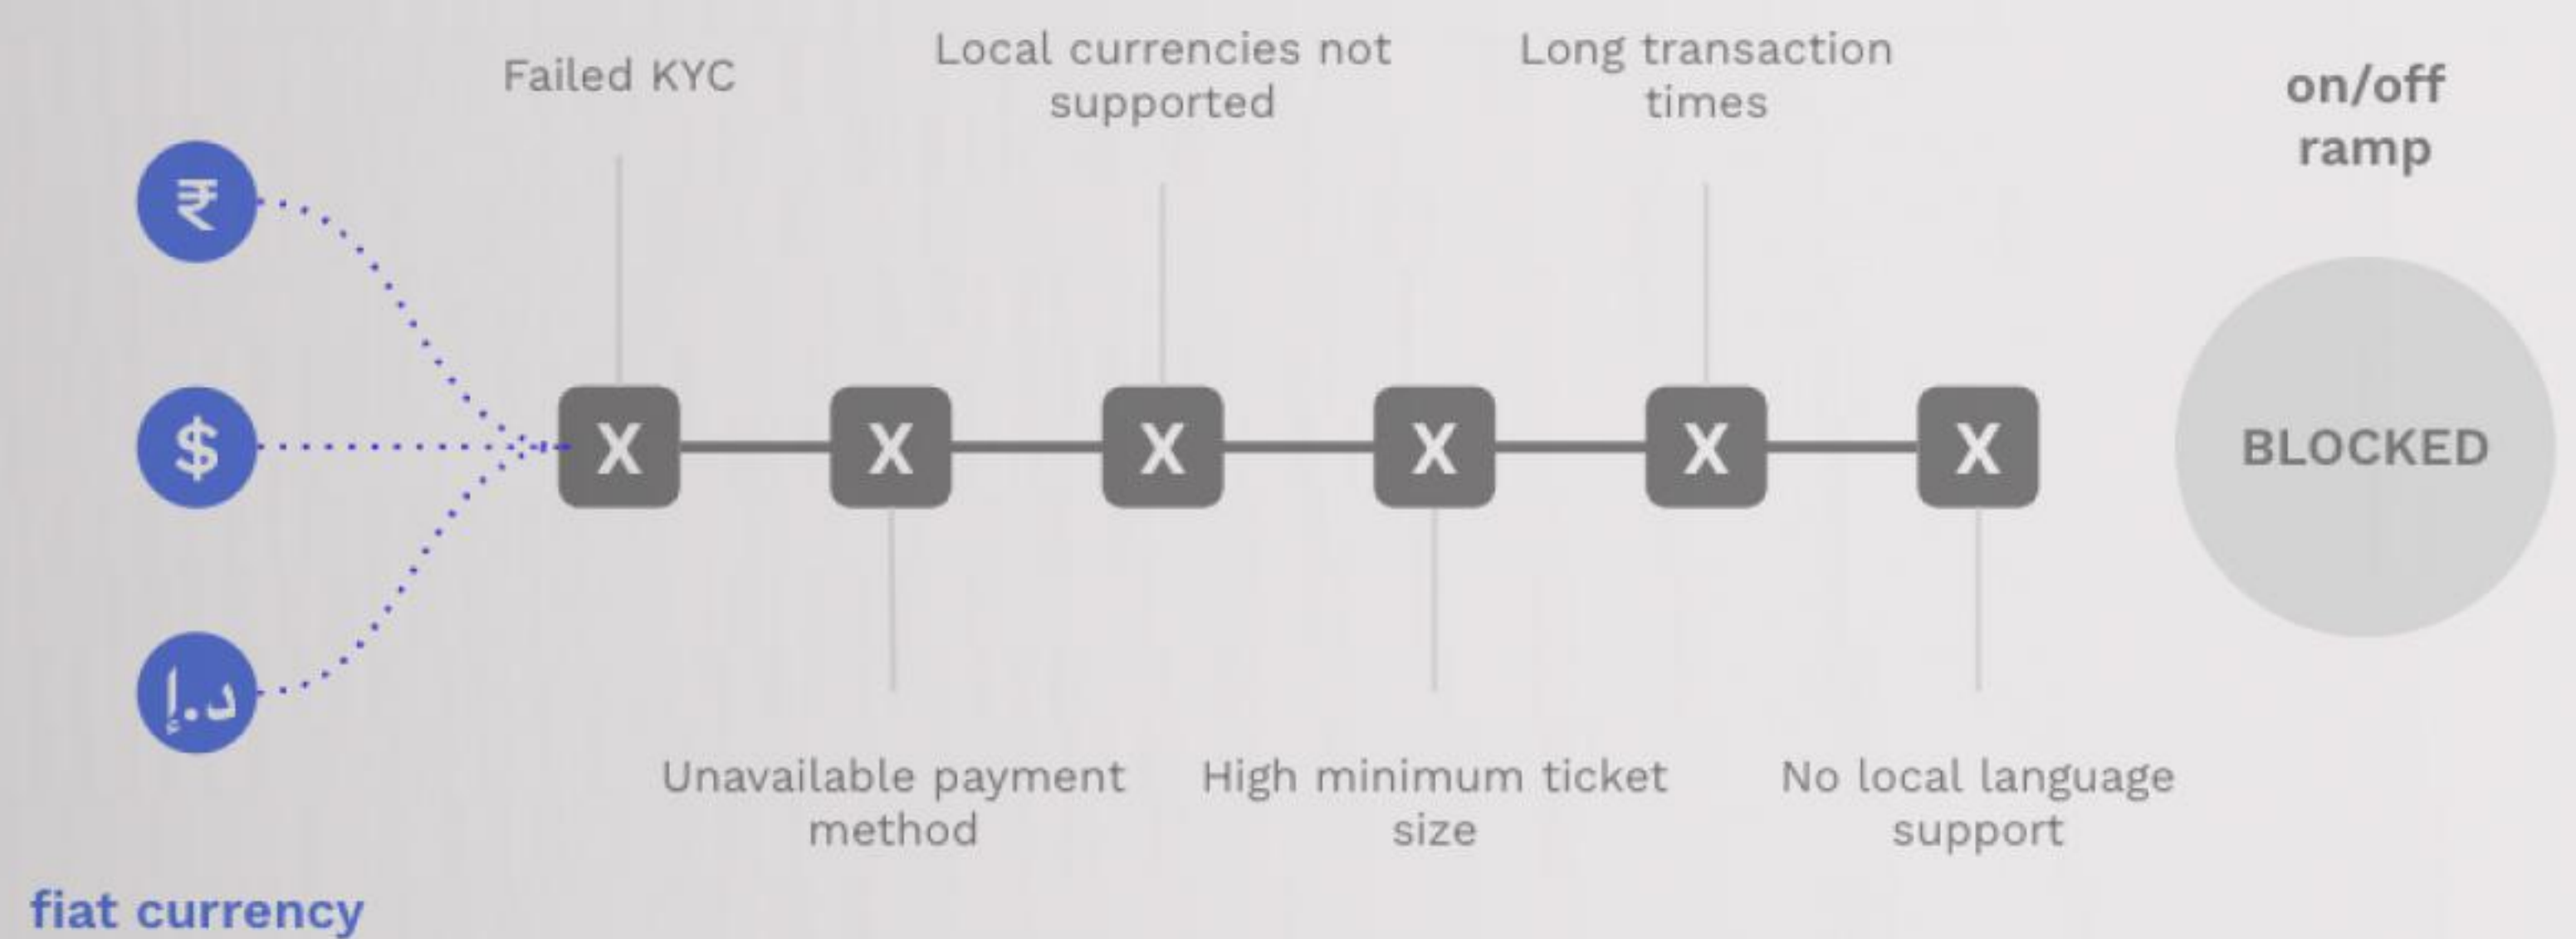 Failed KYC
Local currencies not
supported
Long transaction
times
on/off
ramp
₹
$
د.إ
X
X
X
X
X
X
BLOCKED
Unavailable payment
method
High minimum ticket
size
No local language
support
fiat currency